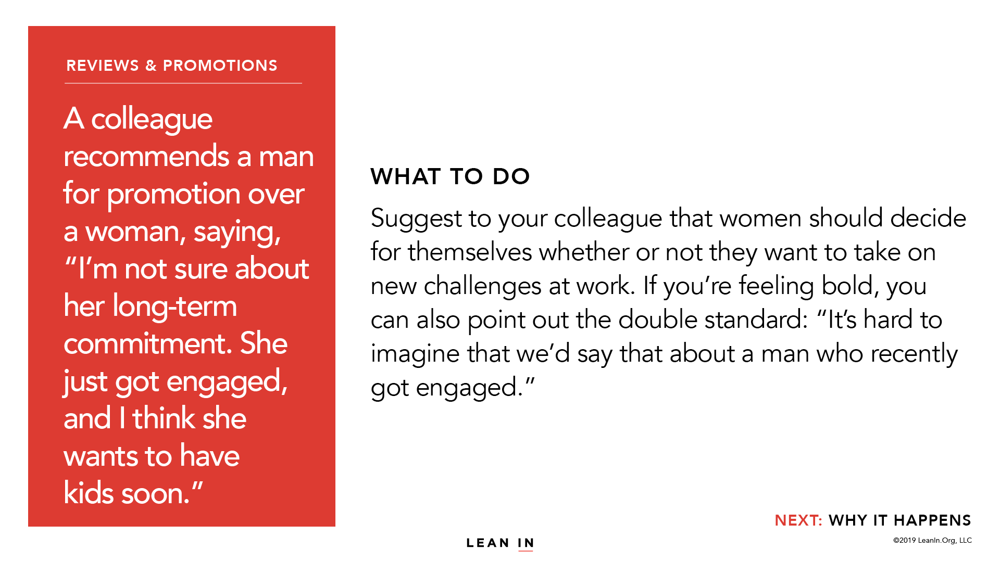 REVIEWS & PROMOTIONS
A colleague
recommends a man
for promotion over
a woman, saying,
“I’m not sure about
her long-term
commitment. She
just got engaged,
and I think she
wants to have
kids soon.”
WHAT TO DO
Suggest to your colleague that women should decide
for themselves whether or not they want to take on
new challenges at work. If you’re feeling bold, you
can also point out the double standard: “It’s hard to
imagine that we’d say that about a man who recently
got engaged.”
NEXT: WHY IT HAPPENS
LEAN IN
©2019 LeanIn.Org, LLC